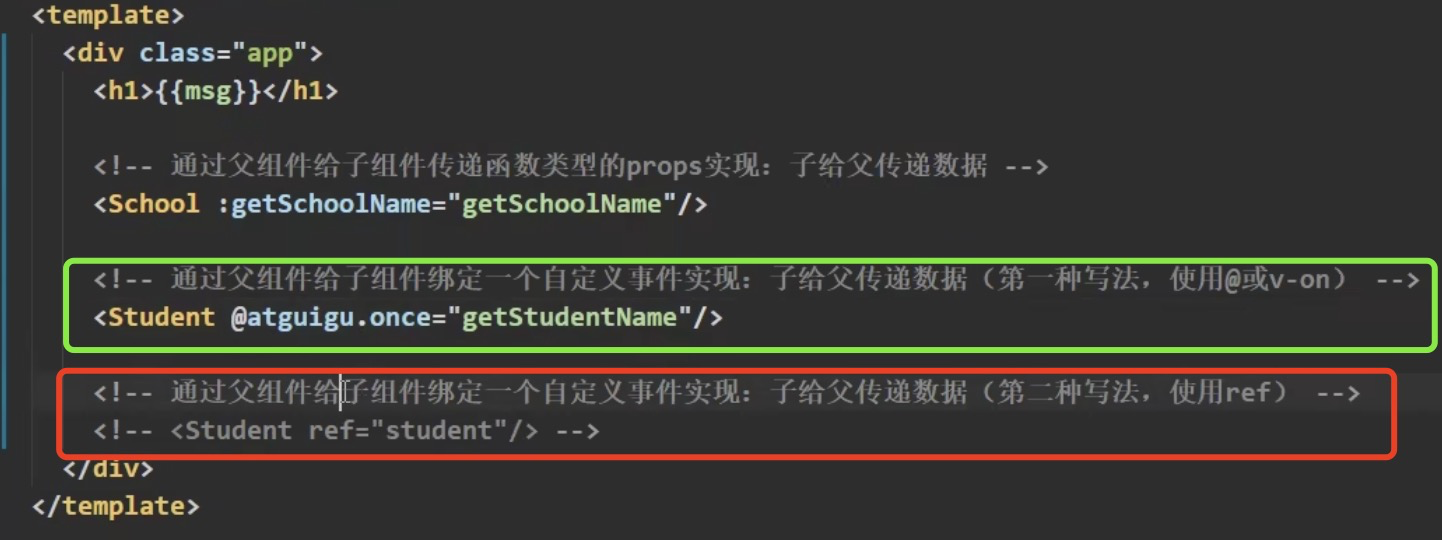 <template>
<div class="app">
<h1>{{msg}}</h1>
<!-- 通过父组件给子组件传递函数类型的props实现：子给父传递数据 -->
<School :getSchoolName="getSchoolName"/>
<!-- 通过父组件给子组件绑定一个自定义事件实现：子给父传递数据（第一种写法，使用@或v-on） -->
<Student @atguigu.once="getStudentName"/>
<!-- 通过父组件给子组件绑定一个自定义事件实现：子给父传递数据（第二种写法，使用ref） -->
<!-- <Student ref="student"/> -->
</div>
</template>